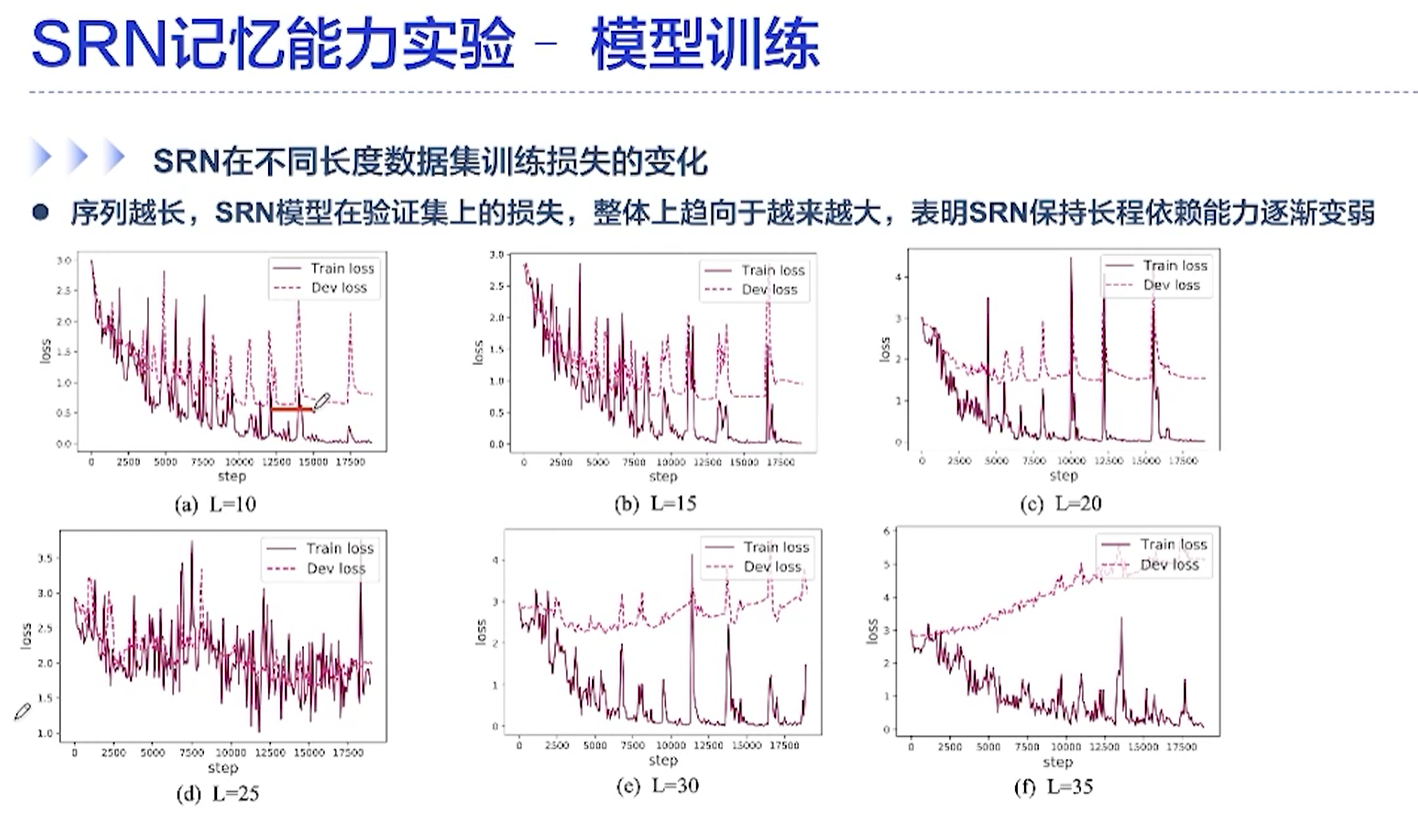 SRN记忆能力实验 - 模型训练
SRN在不同长度数据集训练损失的变化
● 序列越长，SRN模型在验证集上的损失，整体上趋向于越来越大，表明SRN保持长程依赖能力逐渐变弱
Train loss
Dev loss
3.0
2.5
2.0
1.5
1.0
0.5
0.0
loss
0 2500 5000 7500 10000 12500 15000 17500
step
(a) L=10
Train loss
Dev loss
3.0
2.5
2.0
1.5
1.0
0.5
0.0
loss
0 2500 5000 7500 10000 12500 15000 17500
step
(b) L=15
Train loss
Dev loss
4
3
2
1
0
loss
0 2500 5000 7500 10000 12500 15000 17500
step
(c) L=20
Train loss
Dev loss
3.5
3.0
2.5
2.0
1.5
1.0
loss
0 2500 5000 7500 10000 12500 15000 17500
step
(d) L=25
Train loss
Dev loss
4
3
2
1
0
loss
0 2500 5000 7500 10000 12500 15000 17500
step
(e) L=30
Train loss
Dev loss
6
5
4
3
2
1
0
loss
0 2500 5000 7500 10000 12500 15000 17500
step
(f) L=35